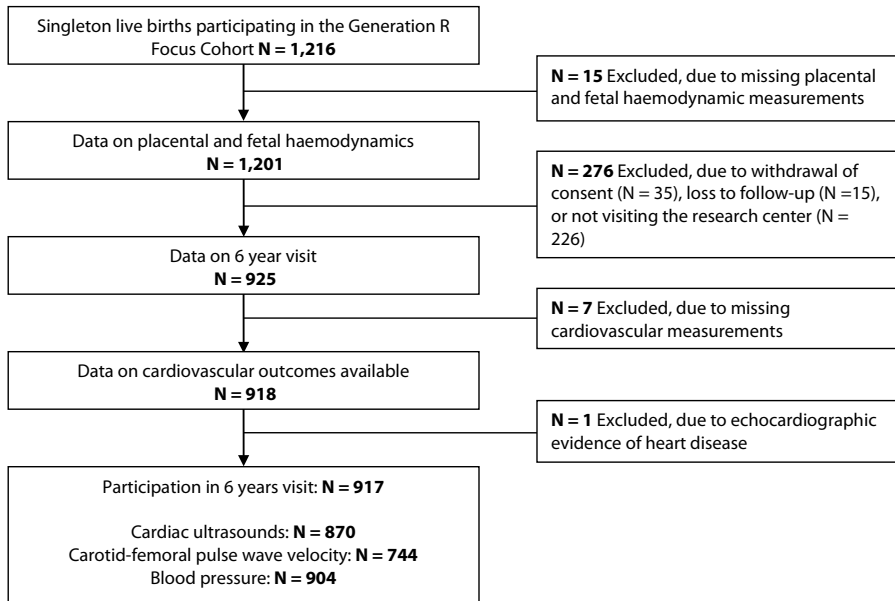 Singleton live births participating in the Generation R
Focus Cohort N = 1,216
N = 15 Excluded, due to missing placental
and fetal haemodynamic measurements
Data on placental and fetal haemodynamics
N = 1,201
N = 276 Excluded, due to withdrawal of
consent (N = 35), loss to follow-up (N =15),
or not visiting the research center (N =
226)
Data on 6 year visit
N = 925
N = 7 Excluded, due to missing
cardiovascular measurements
Data on cardiovascular outcomes available
N = 918
N = 1 Excluded, due to echocardiographic
evidence of heart disease
Participation in 6 years visit: N = 917
Cardiac ultrasounds: N = 870
Carotid-femoral pulse wave velocity: N = 744
Blood pressure: N = 904